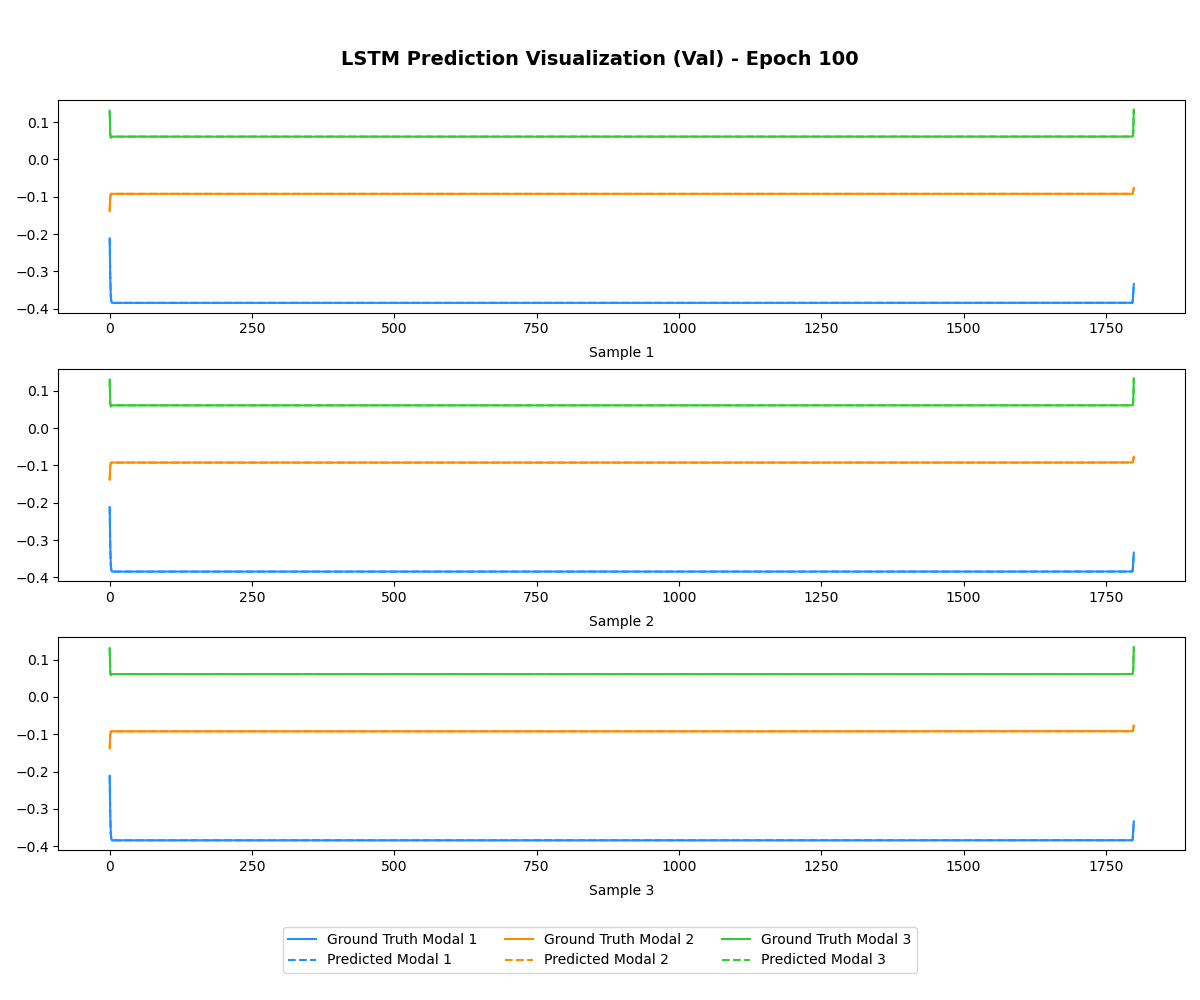 LSTM Prediction Visualization (Val) - Epoch 100
0.1
0.0
−0.1
−0.2
−0.3
−0.4
0 250 500 750 1000 1250 1500 1750
Sample 1
0.1
0.0
−0.1
−0.2
−0.3
−0.4
0 250 500 750 1000 1250 1500 1750
Sample 2
0.1
0.0
−0.1
−0.2
−0.3
−0.4
0 250 500 750 1000 1250 1500 1750
Sample 3
Ground Truth Modal 1 Ground Truth Modal 2 Ground Truth Modal 3
Predicted Modal 1 Predicted Modal 2 Predicted Modal 3